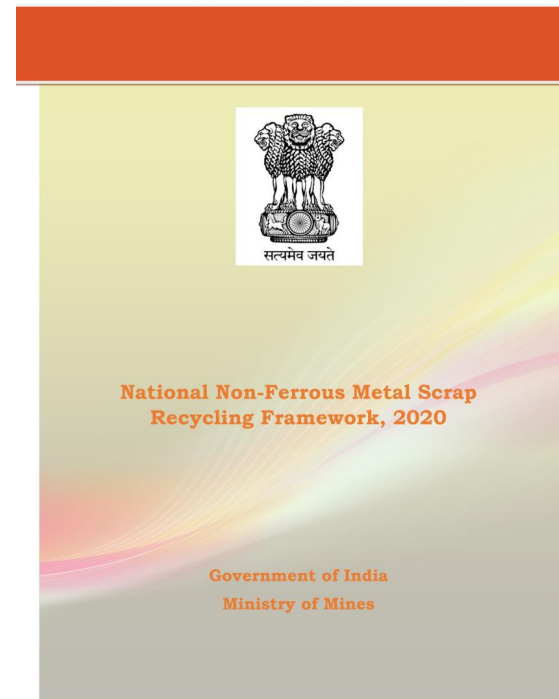 सत्यमेव जयते
National Non-Ferrous Metal Scrap
Recycling Framework, 2020
Government of India
Ministry of Mines